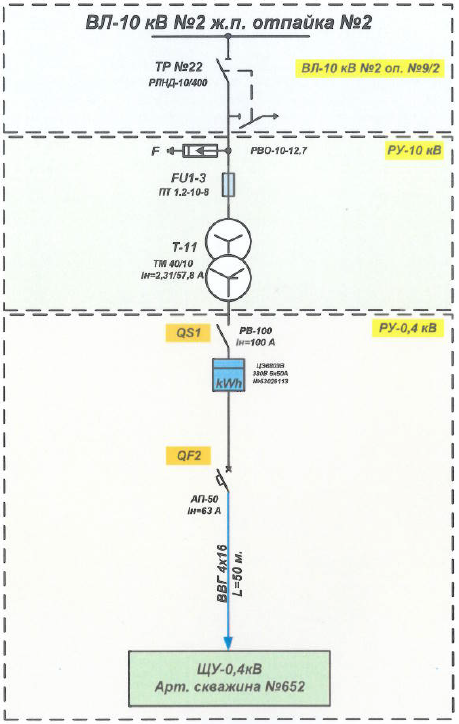 ВЛ-10 кВ №2 ж.п. отпайка №2
ТР №22
РЛНД-10/400
ВЛ-10 кВ №2 оп. №9/2
РУ-10 кВ
F
РВО-10-12,7
FU1-3
ПТ 1.2-10-8
Т-11
ТМ 40/10
Iн=2,31/57,8 А
РУ-0,4 кВ
QS1
РВ-100
Iн=100 А
ЦЭ6803В
380В 5х50А
kWh
QF2
АП-50
Iн=63 А
ВВГ 4х16
L=50 м.
ЩУ-0,4кВ
Арт. скважина №652